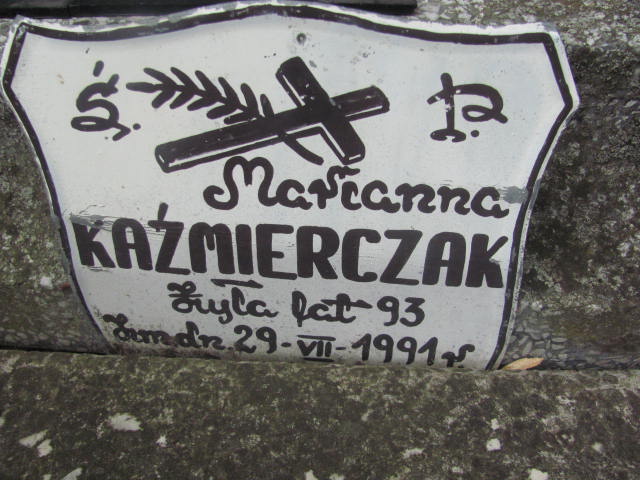 Ś. P.
Marianna
KAŹMIERCZAK
Żyła lat 93
Zm. dn. 29-VII-1991 r.